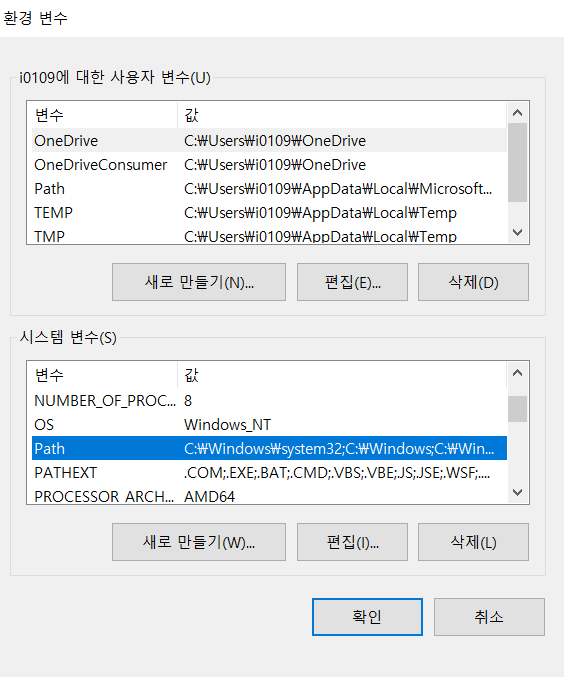 환경 변수
i0109에 대한 사용자 변수(U)
변수 값
OneDrive C:₩Users₩i0109₩OneDrive
OneDriveConsumer C:₩Users₩i0109₩OneDrive
Path C:₩Users₩i0109₩AppData₩Local₩Microsoft...
TEMP C:₩Users₩i0109₩AppData₩Local₩Temp
TMP C:₩Users₩i0109₩AppData₩Local₩Temp
새로 만들기(N)... 편집(E)... 삭제(D)
시스템 변수(S)
변수 값
NUMBER_OF_PROC... 8
OS Windows_NT
Path C:₩Windows₩system32;C:₩Windows;C:₩Win...
PATHEXT .COM;.EXE;.BAT;.CMD;.VBS;.VBE;.JS;.JSE;.WSF;....
PROCESSOR_ARCH... AMD64
새로 만들기(W)... 편집(I)... 삭제(L)
확인 취소